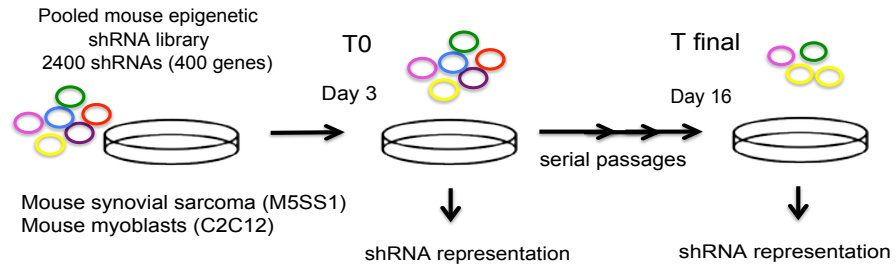 Pooled mouse epigenetic
shRNA library
2400 shRNAs (400 genes)
T0
Day 3
T final
Day 16
serial passages
Mouse synovial sarcoma (M5SS1)
Mouse myoblasts (C2C12)
shRNA representation
shRNA representation